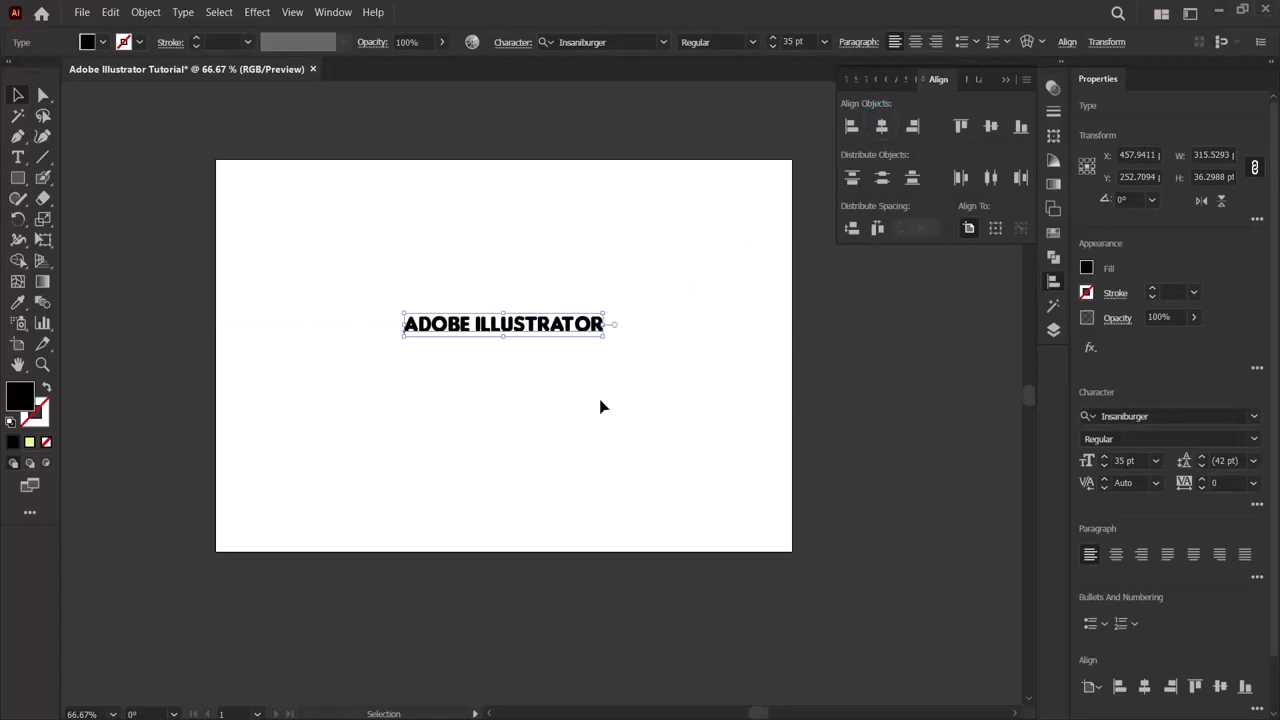 File Edit Object Type Select Effect View Window Help
Type Stroke: Opacity: 100% Character: Insaniburger Regular 35 pt Paragraph: Align Transform
Adobe Illustrator Tutorial* @ 66.67 % (RGB/Preview)
Align
Align Objects:
Distribute Objects:
Distribute Spacing: Align To:
ADOBE ILLUSTRATOR
Properties
Type
Transform
X: 457.9411 W: 315.5293
Y: 252.7094 H: 36.2988 pt
0°
Appearance
Fill
Stroke
Opacity 100%
fx.
Character
Insaniburger
Regular
35 pt (42 pt)
Auto 0
Paragraph
Bullets And Numbering
Align
66.67% 0° 1 Selection